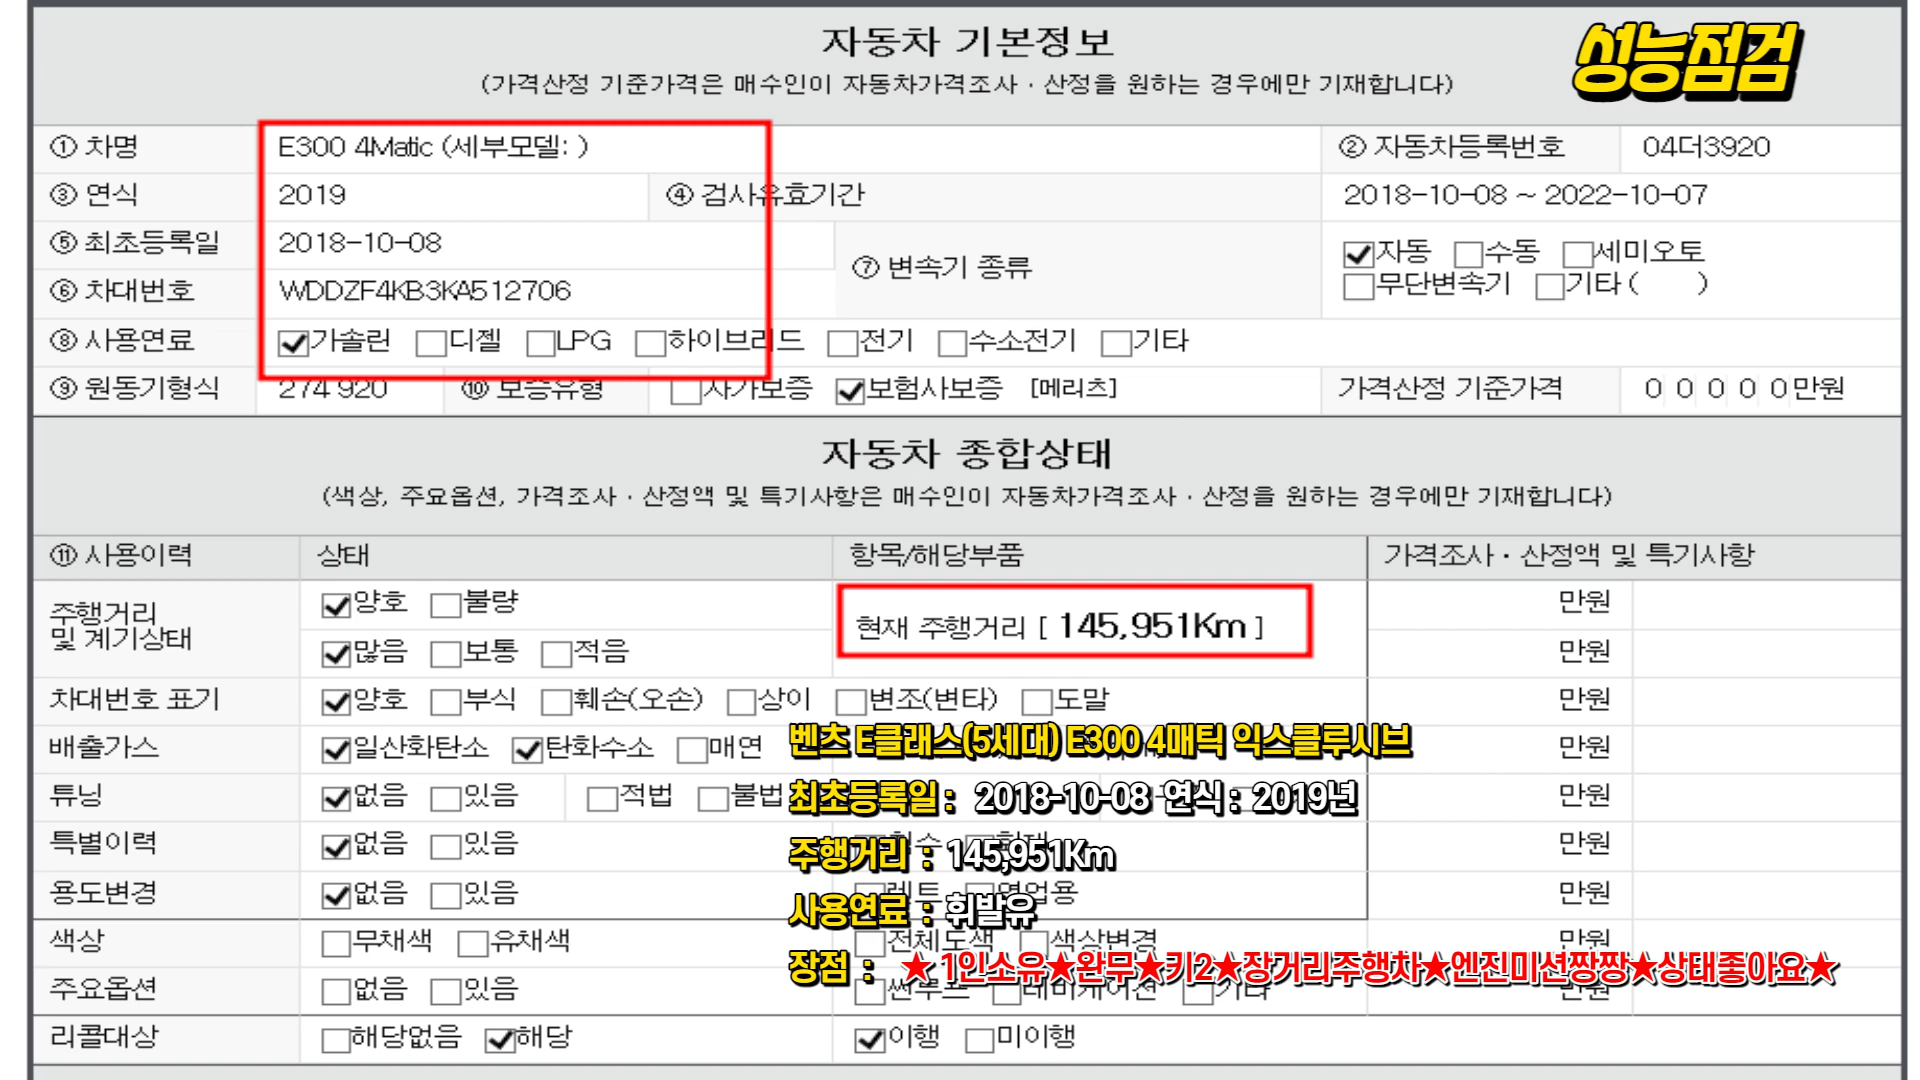 자동차 기본정보
성능점검
(가격산정 기준가격은 매수인이 자동차가격조사 · 산정을 원하는 경우에만 기재합니다)
① 차명 E300 4Matic (세부모델: ) ② 자동차등록번호 04더3920
③ 연식 2019 ④ 검사유효기간 2018-10-08 ~ 2022-10-07
⑤ 최초등록일 2018-10-08 ⑦ 변속기 종류 자동 수동 세미오토
무단변속기 기타 ( )
⑥ 차대번호 WDDZF4KB3KA512706
⑧ 사용연료 가솔린 디젤 LPG 하이브리드 전기 수소전기 기타
⑨ 원동기형식 274 920 ⑩ 보증유형 자가보증 보험사보증 [메리츠] 가격산정 기준가격 0 0 0 0 0만원
자동차 종합상태
(색상, 주요옵션, 가격조사 · 산정액 및 특기사항은 매수인이 자동차가격조사 · 산정을 원하는 경우에만 기재합니다)
⑪ 사용이력 상태 항목/해당부품 가격조사 · 산정액 및 특기사항
주행거리
및 계기상태
양호 불량 만원
현재 주행거리 [ 145,951Km ]
많음 보통 적음 만원
차대번호 표기 양호 부식 훼손(오손) 상이 변조(변타) 도말 만원
배출가스 일산화탄소 탄화수소 매연 만원
벤츠 E클래스(5세대) E300 4매틱 익스클루시브
튜닝 없음 있음 적법 불법 만원
최초등록일 : 2018-10-08 연식 : 2019년
특별이력 없음 있음 만원
주행거리 : 145,951Km
용도변경 없음 있음 렌트 영업용 만원
사용연료 : 휘발유
색상 무채색 유채색 전체도색 색상변경 만원
장점 : ★ 1인소유★완무★키2★장거리주행차★엔진미션짱짱★상태좋아요★
주요옵션 없음 있음 썬루프 네비게이션 기타 만원
리콜대상 해당없음 해당 이행 미이행